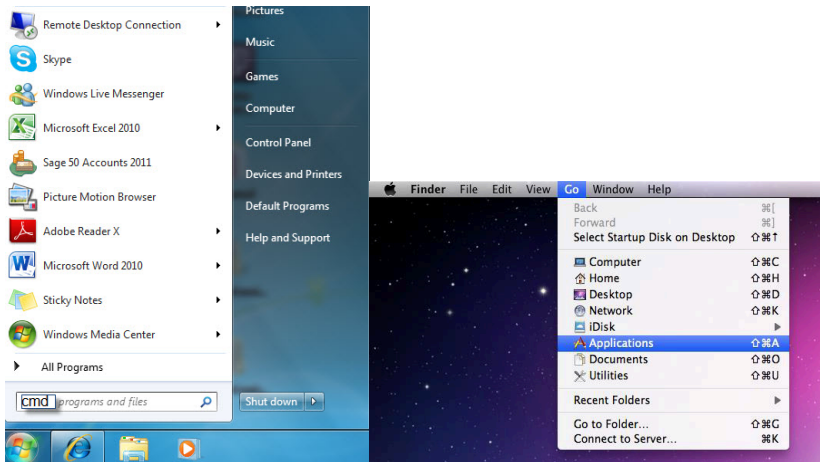 Remote Desktop Connection
Skype
Windows Live Messenger
Microsoft Excel 2010
Sage 50 Accounts 2011
Picture Motion Browser
Adobe Reader X
Microsoft Word 2010
Sticky Notes
Windows Media Center
All Programs
cmd programs and files
Pictures
Music
Games
Computer
Control Panel
Devices and Printers
Default Programs
Help and Support
Shut down
Finder File Edit View Go Window Help
Back ⌘[
Forward ⌘]
Select Startup Disk on Desktop ⇧⌘↑
Computer ⇧⌘C
Home ⇧⌘H
Desktop ⇧⌘D
Network ⇧⌘K
iDisk
Applications ⇧⌘A
Documents ⇧⌘O
Utilities ⇧⌘U
Recent Folders
Go to Folder... ⇧⌘G
Connect to Server... ⌘K